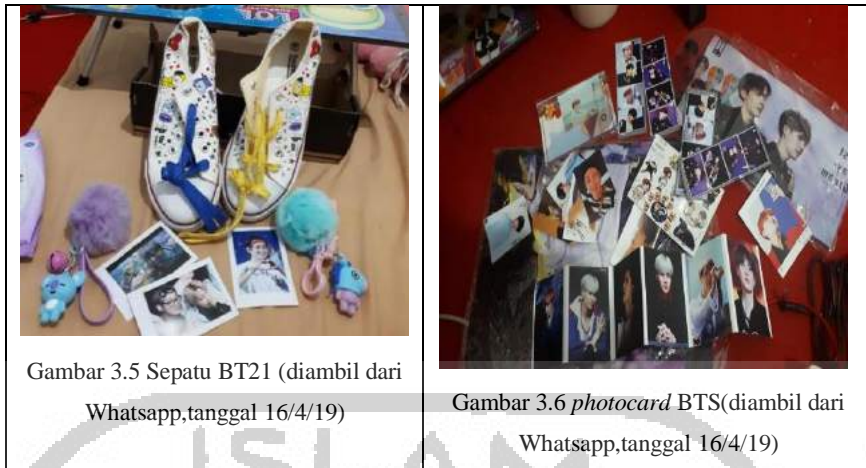 Gambar 3.5 Sepatu BT21 (diambil dari
Whatsapp,tanggal 16/4/19)
Gambar 3.6 photocard BTS(diambil dari
Whatsapp,tanggal 16/4/19)
ISLAM